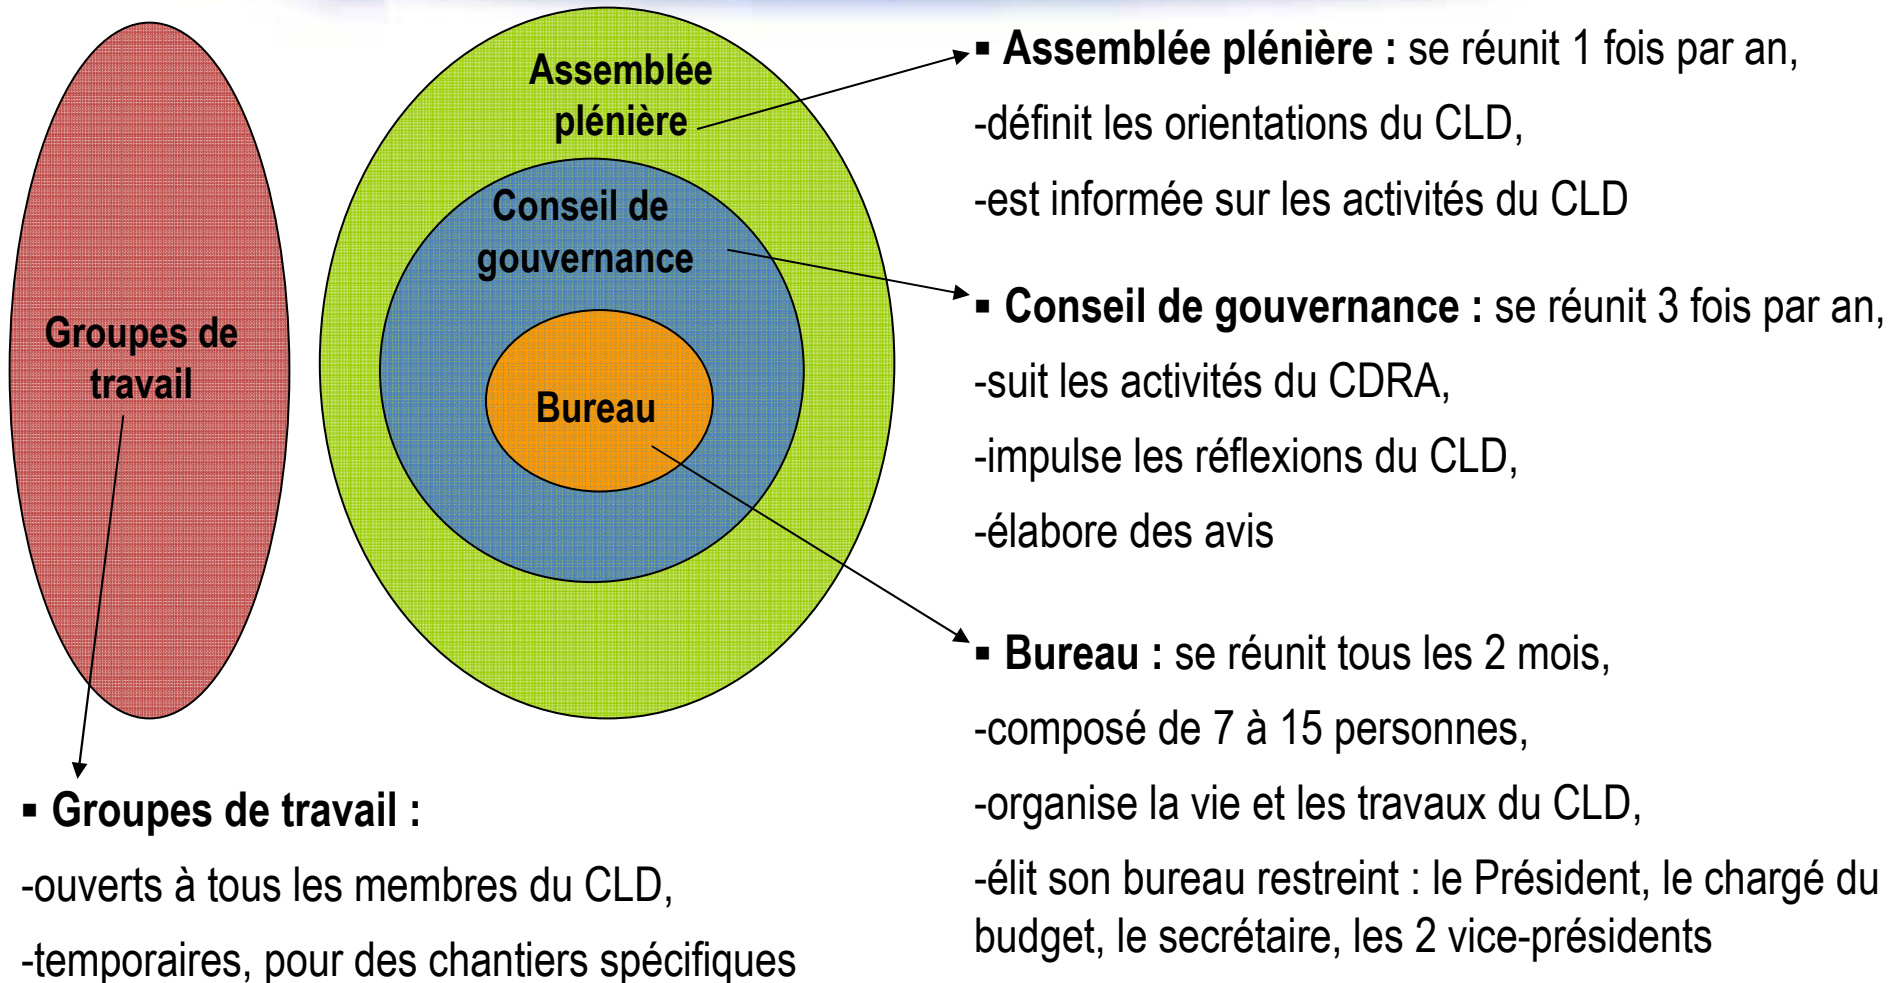 Groupes de
travail
Assemblée
plénière
Conseil de
gouvernance
Bureau
▪ Assemblée plénière : se réunit 1 fois par an,
-définit les orientations du CLD,
-est informée sur les activités du CLD
▪ Conseil de gouvernance : se réunit 3 fois par an,
-suit les activités du CDRA,
-impulse les réflexions du CLD,
-élabore des avis
▪ Bureau : se réunit tous les 2 mois,
-composé de 7 à 15 personnes,
-organise la vie et les travaux du CLD,
-élit son bureau restreint : le Président, le chargé du
budget, le secrétaire, les 2 vice-présidents
▪ Groupes de travail :
-ouverts à tous les membres du CLD,
-temporaires, pour des chantiers spécifiques